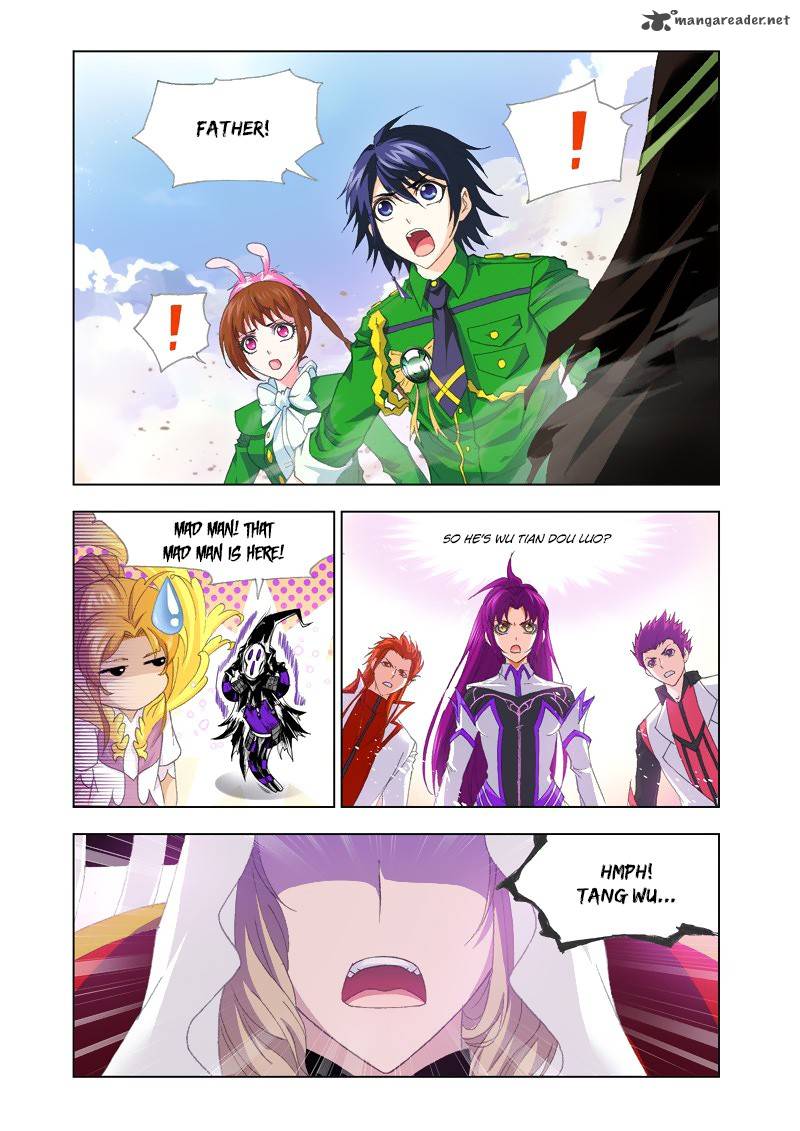 mangareader.net
FATHER!
!
!
MAD MAN! THAT
MAD MAN IS HERE!
SO HE'S WU TIAN DOU LUO?
HMPH!
TANG WU...